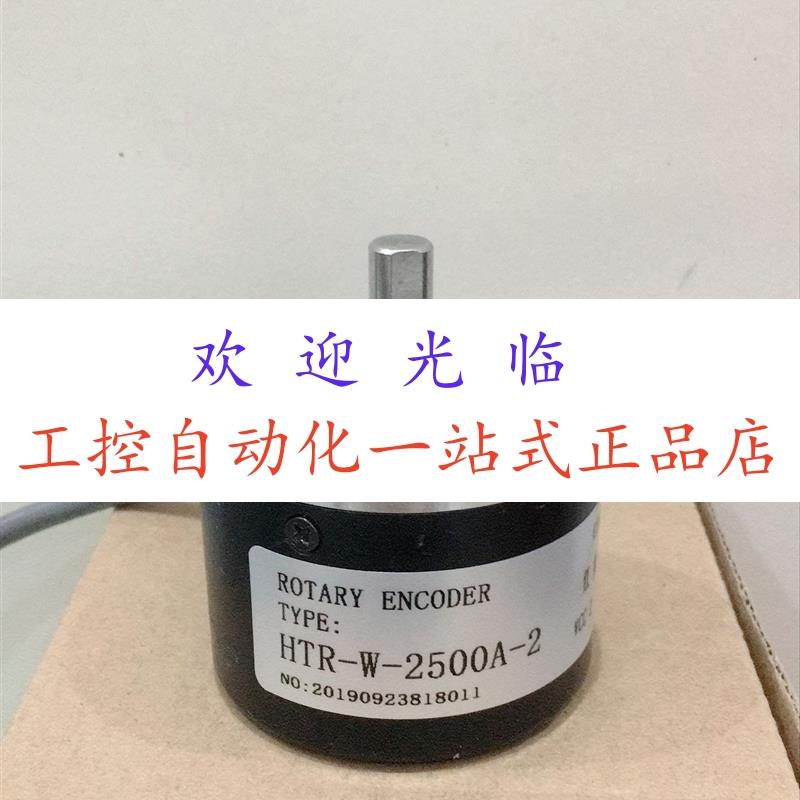 欢迎光临
工控自动化一站式正品店
ROTARY ENCODER
TYPE:
HTR-W-2500A-2
NO:20190923818011
VCC